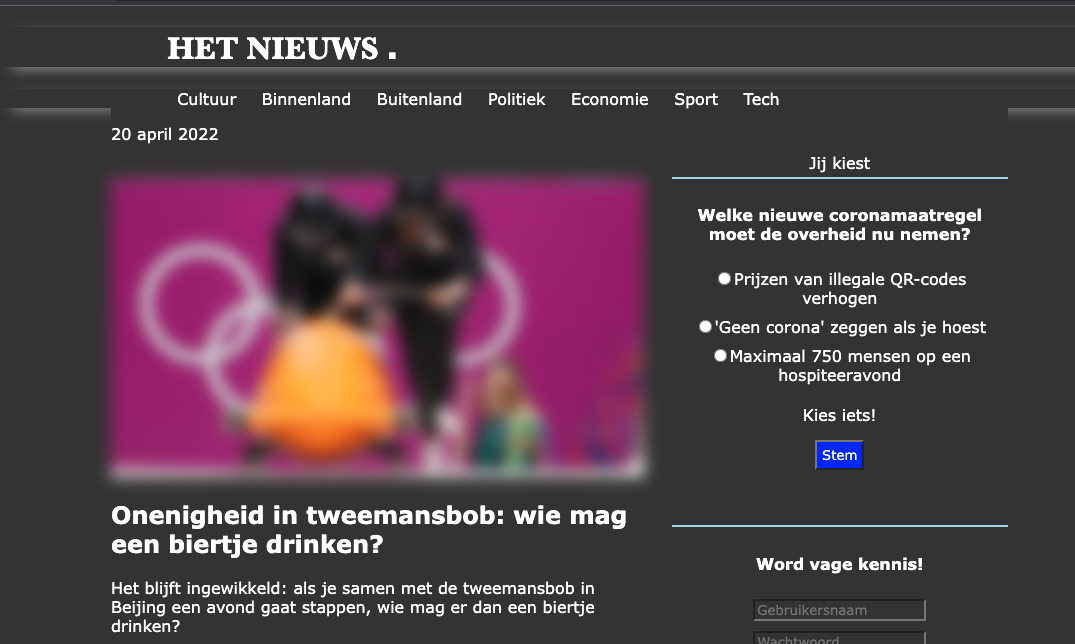 HET NIEUWS .
Cultuur Binnenland Buitenland Politiek Economie Sport Tech
20 april 2022
Onenigheid in tweemansbob: wie mag
een biertje drinken?
Het blijft ingewikkeld: als je samen met de tweemansbob in
Beijing een avond gaat stappen, wie mag er dan een biertje
drinken?
Jij kiest
Welke nieuwe coronamaatregel
moet de overheid nu nemen?
Prijzen van illegale QR-codes
verhogen
'Geen corona' zeggen als je hoest
Maximaal 750 mensen op een
hospiteeravond
Kies iets!
Stem
Word vage kennis!
Gebruikersnaam
Wachtwoord